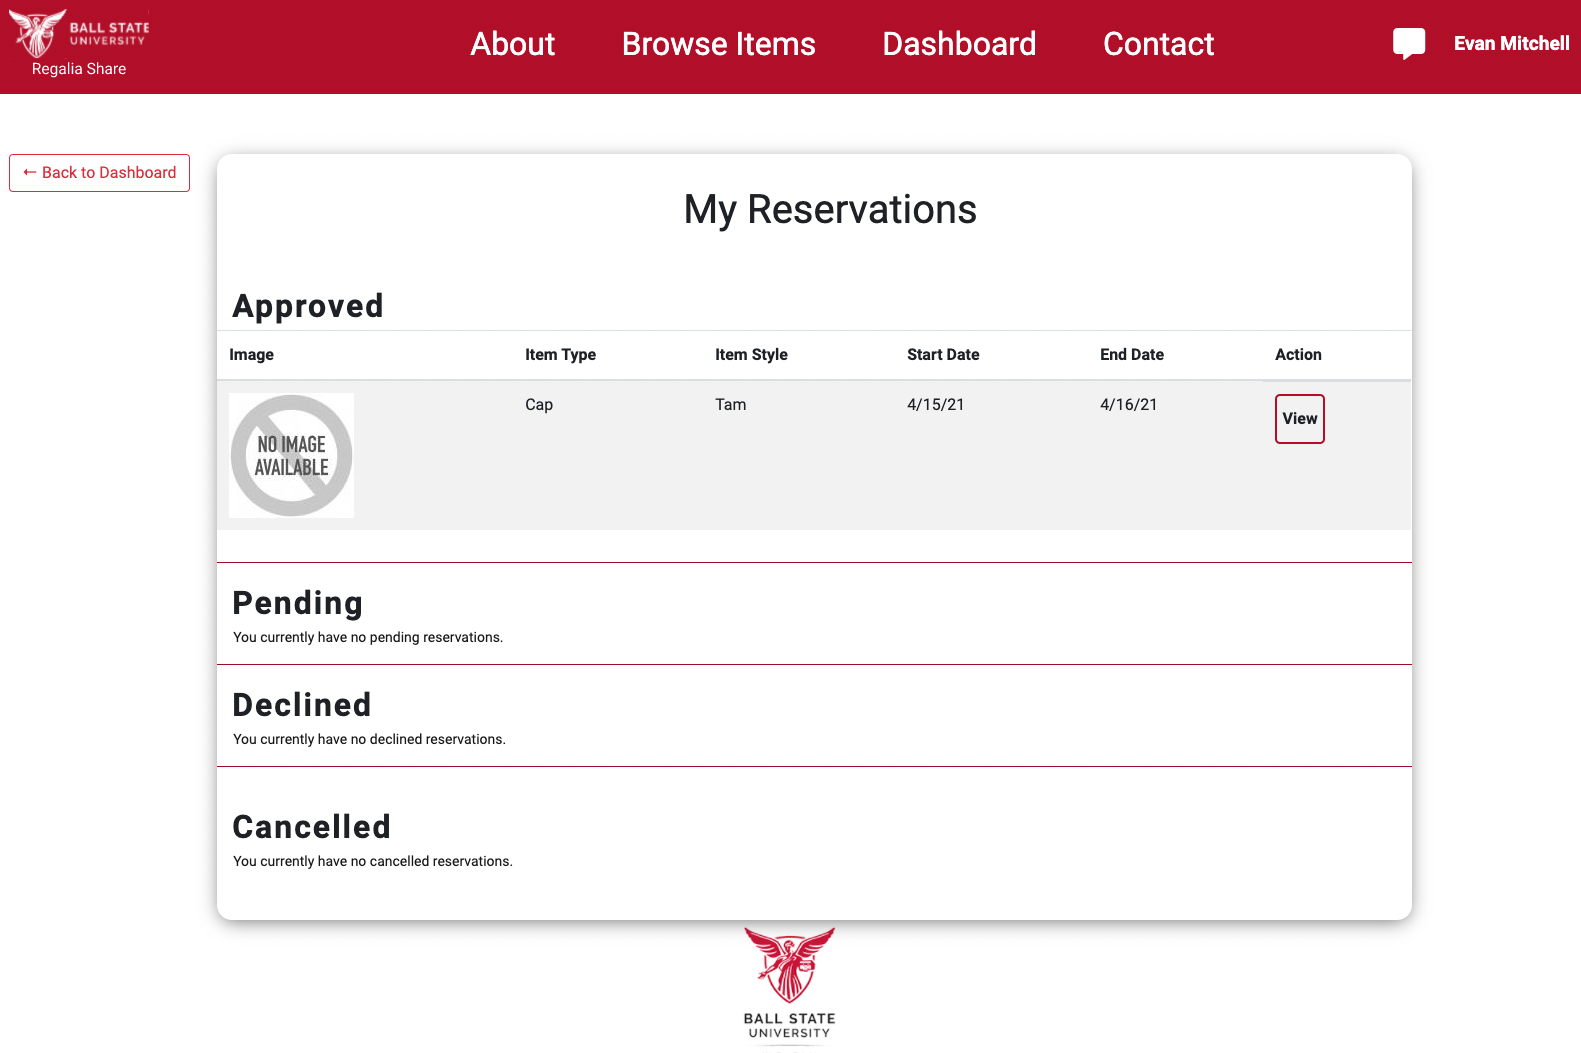 BALL STATE
UNIVERSITY
Regalia Share
About Browse Items Dashboard Contact
Evan Mitchell
← Back to Dashboard
My Reservations
Approved
Image Item Type Item Style Start Date End Date Action
NO IMAGE
AVAILABLE
Cap Tam 4/15/21 4/16/21 View
Pending
You currently have no pending reservations.
Declined
You currently have no declined reservations.
Cancelled
You currently have no cancelled reservations.
BALL STATE
UNIVERSITY